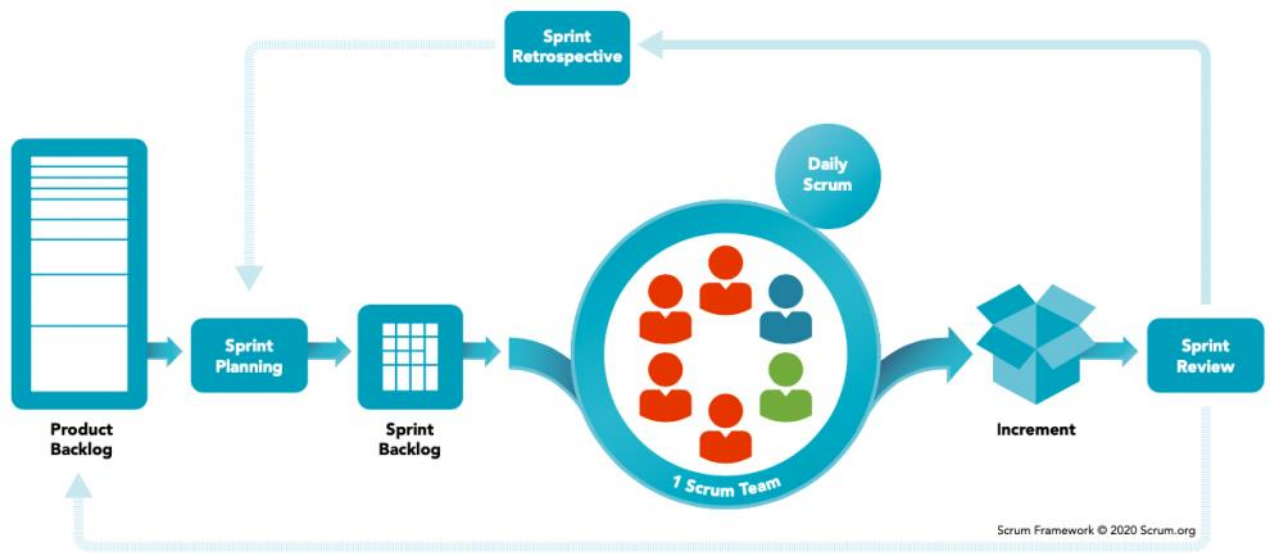 Sprint
Retrospective
Daily
Scrum
Sprint
Planning
Sprint
Review
Product
Backlog
Sprint
Backlog
Increment
1 Scrum Team
Scrum Framework © 2020 Scrum.org